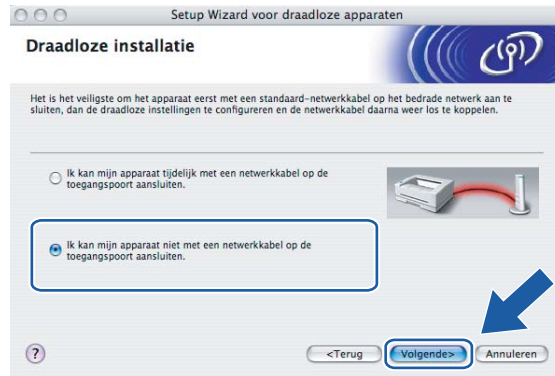 Setup Wizard voor draadloze apparaten
Draadloze installatie
Het is het veiligste om het apparaat eerst met een standaard-netwerkkabel op het bedrade netwerk aan te
sluiten, dan de draadloze instellingen te configureren en de netwerkkabel daarna weer los te koppelen.
Ik kan mijn apparaat tijdelijk met een netwerkkabel op de
toegangspoort aansluiten.
Ik kan mijn apparaat niet met een netwerkkabel op de
toegangspoort aansluiten.
?
<Terug
Volgende>
Annuleren